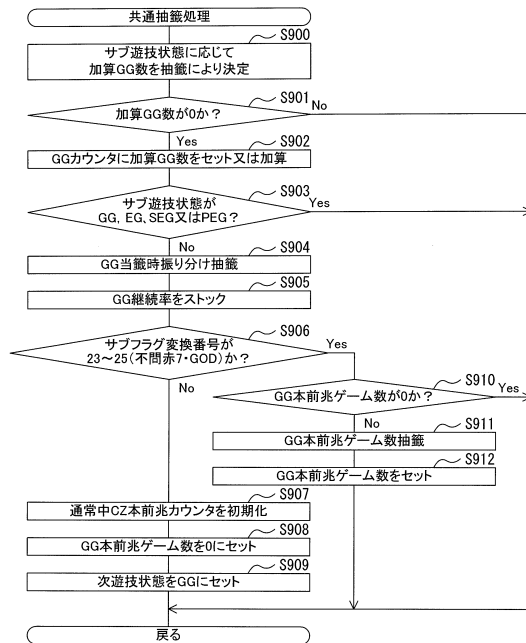 共通抽籤処理
S900
サブ遊技状態に応じて
加算GG数を抽籤により決定
S901
加算GG数が0か？
No
Yes
S902
GGカウンタに加算GG数をセット又は加算
S903
サブ遊技状態が
GG, EG, SEG又はPEG？
Yes
No
S904
GG当籤時振り分け抽籤
S905
GG継続率をストック
S906
サブフラグ変換番号が
23～25(不問赤7・GOD)か？
Yes
No
S910
GG本前兆ゲーム数が0か？
Yes
No
S911
GG本前兆ゲーム数抽籤
S912
GG本前兆ゲーム数をセット
S907
通常中CZ本前兆カウンタを初期化
S908
GG本前兆ゲーム数を0にセット
S909
次遊技状態をGGにセット
戻る